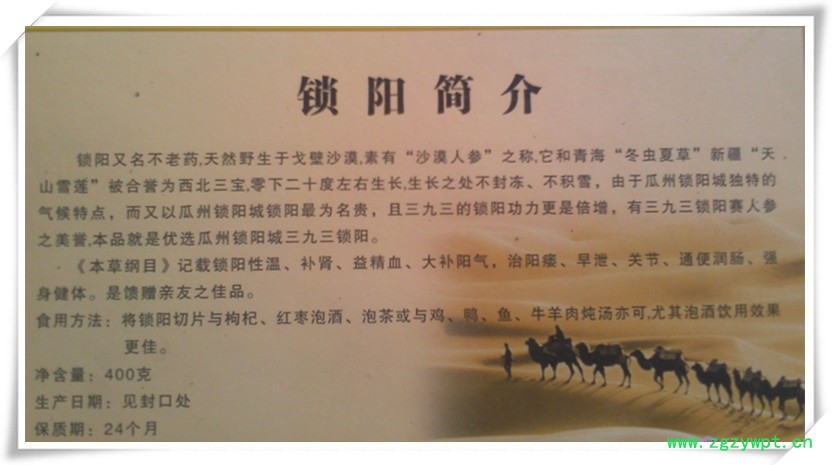 锁阳简介
锁阳又名不老药,天然野生于戈壁沙漠,素有“沙漠人参”之称,它和青海“冬虫夏草”新疆“天
山雪莲”被合誉为西北三宝,零下二十度左右生长,生长之处不封冻、不积雪，由于瓜州锁阳城独特的
气候特点，而又以瓜州锁阳城锁阳最为名贵，且三九三的锁阳功力更是倍增，有三九三锁阳赛人参
之美誉,本品就是优选瓜州锁阳城三九三锁阳。
《本草纲目》记载锁阳性温、补肾、益精血、大补阳气，治阳痿、早泄、关节、通便润肠、强
身健体。是馈赠亲友之佳品。
食用方法：将锁阳切片与枸杞、红枣泡酒、泡茶或与鸡、鸭、鱼、牛羊肉炖汤亦可,尤其泡酒饮用效果
更佳。
净含量：400克
生产日期：见封口处
保质期：24个月
www.zgzywpt.cn